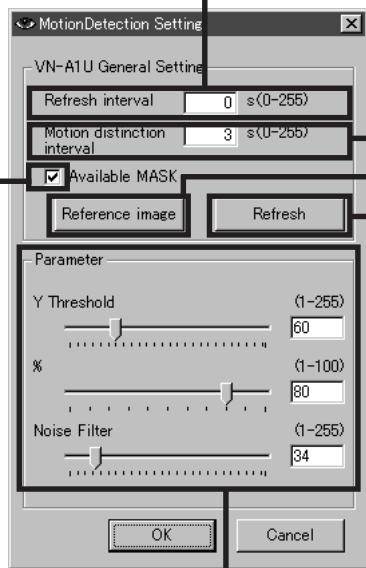 MotionDetection Setting
VN-A1U General Setting
Refresh interval 0 s(0-255)
Motion distinction interval 3 s(0-255)
Available MASK
Reference image Refresh
Parameter
Y Threshold (1-255)
60
% (1-100)
80
Noise Filter (1-255)
34
OK Cancel